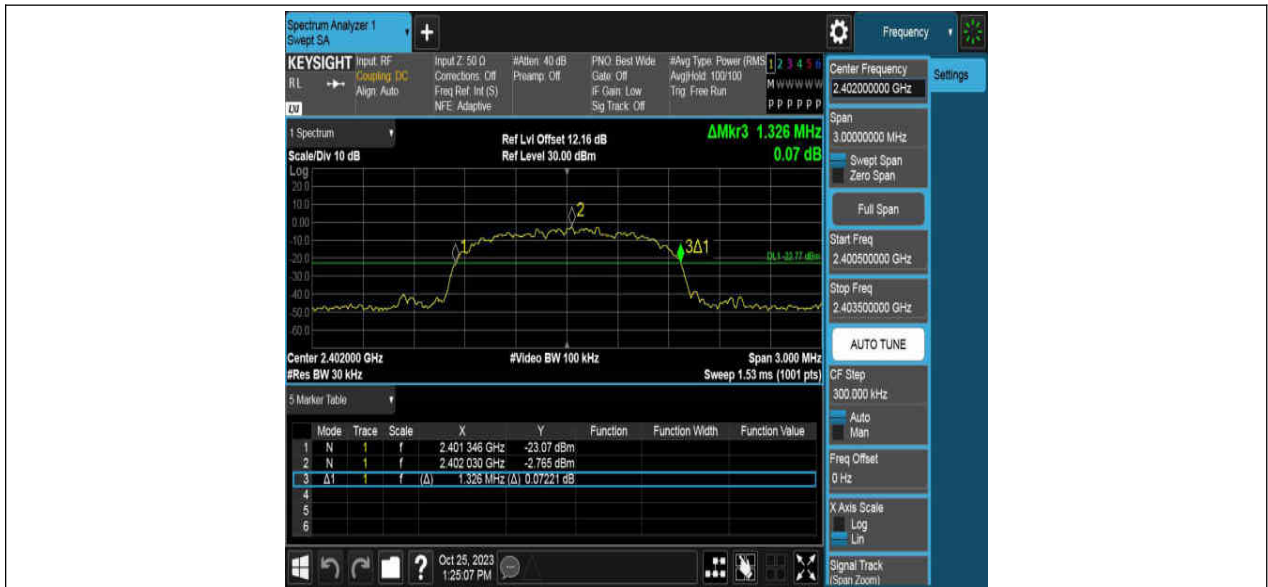 Spectrum Analyzer 1
Swept SA
+
Frequency
KEYSIGHT
RL
LXI
Input: RF
Coupling: DC
Align: Auto
Input Z: 50 Ω
Corrections: Off
Freq Ref: Int (S)
NFE: Adaptive
#Atten: 40 dB
Preamp: Off
PNO: Best Wide
Gate: Off
IF Gain: Low
Sig Track: Off
#Avg Type: Power (RMS
Avg|Hold: 100/100
Trig: Free Run
1 2 3 4 5 6
M W W W W W
P P P P P P
Center Frequency
2.402000000 GHz
Settings
1 Spectrum
Scale/Div 10 dB
Ref Lvl Offset 12.16 dB
Ref Level 30.00 dBm
ΔMkr3 1.326 MHz
0.07 dB
Log
20.0
10.0
0.00
-10.0
-20.0
-30.0
-40.0
-50.0
-60.0
1
2
3Δ1
DL1 -22.77 dBm
Center 2.402000 GHz
#Res BW 30 kHz
#Video BW 100 kHz
Span 3.000 MHz
Sweep 1.53 ms (1001 pts)
Span
3.00000000 MHz
Swept Span
Zero Span
Full Span
Start Freq
2.400500000 GHz
Stop Freq
2.403500000 GHz
AUTO TUNE
CF Step
300.000 kHz
Auto
Man
Freq Offset
0 Hz
X Axis Scale
Log
Lin
Signal Track
(Span Zoom)
5 Marker Table
Mode Trace Scale X Y Function Function Width Function Value
1 N 1 f 2.401 346 GHz -23.07 dBm
2 N 1 f 2.402 030 GHz -2.765 dBm
3 Δ1 1 f (Δ) 1.326 MHz (Δ) 0.07221 dB
4
5
6
?
Oct 25, 2023
1:25:07 PM